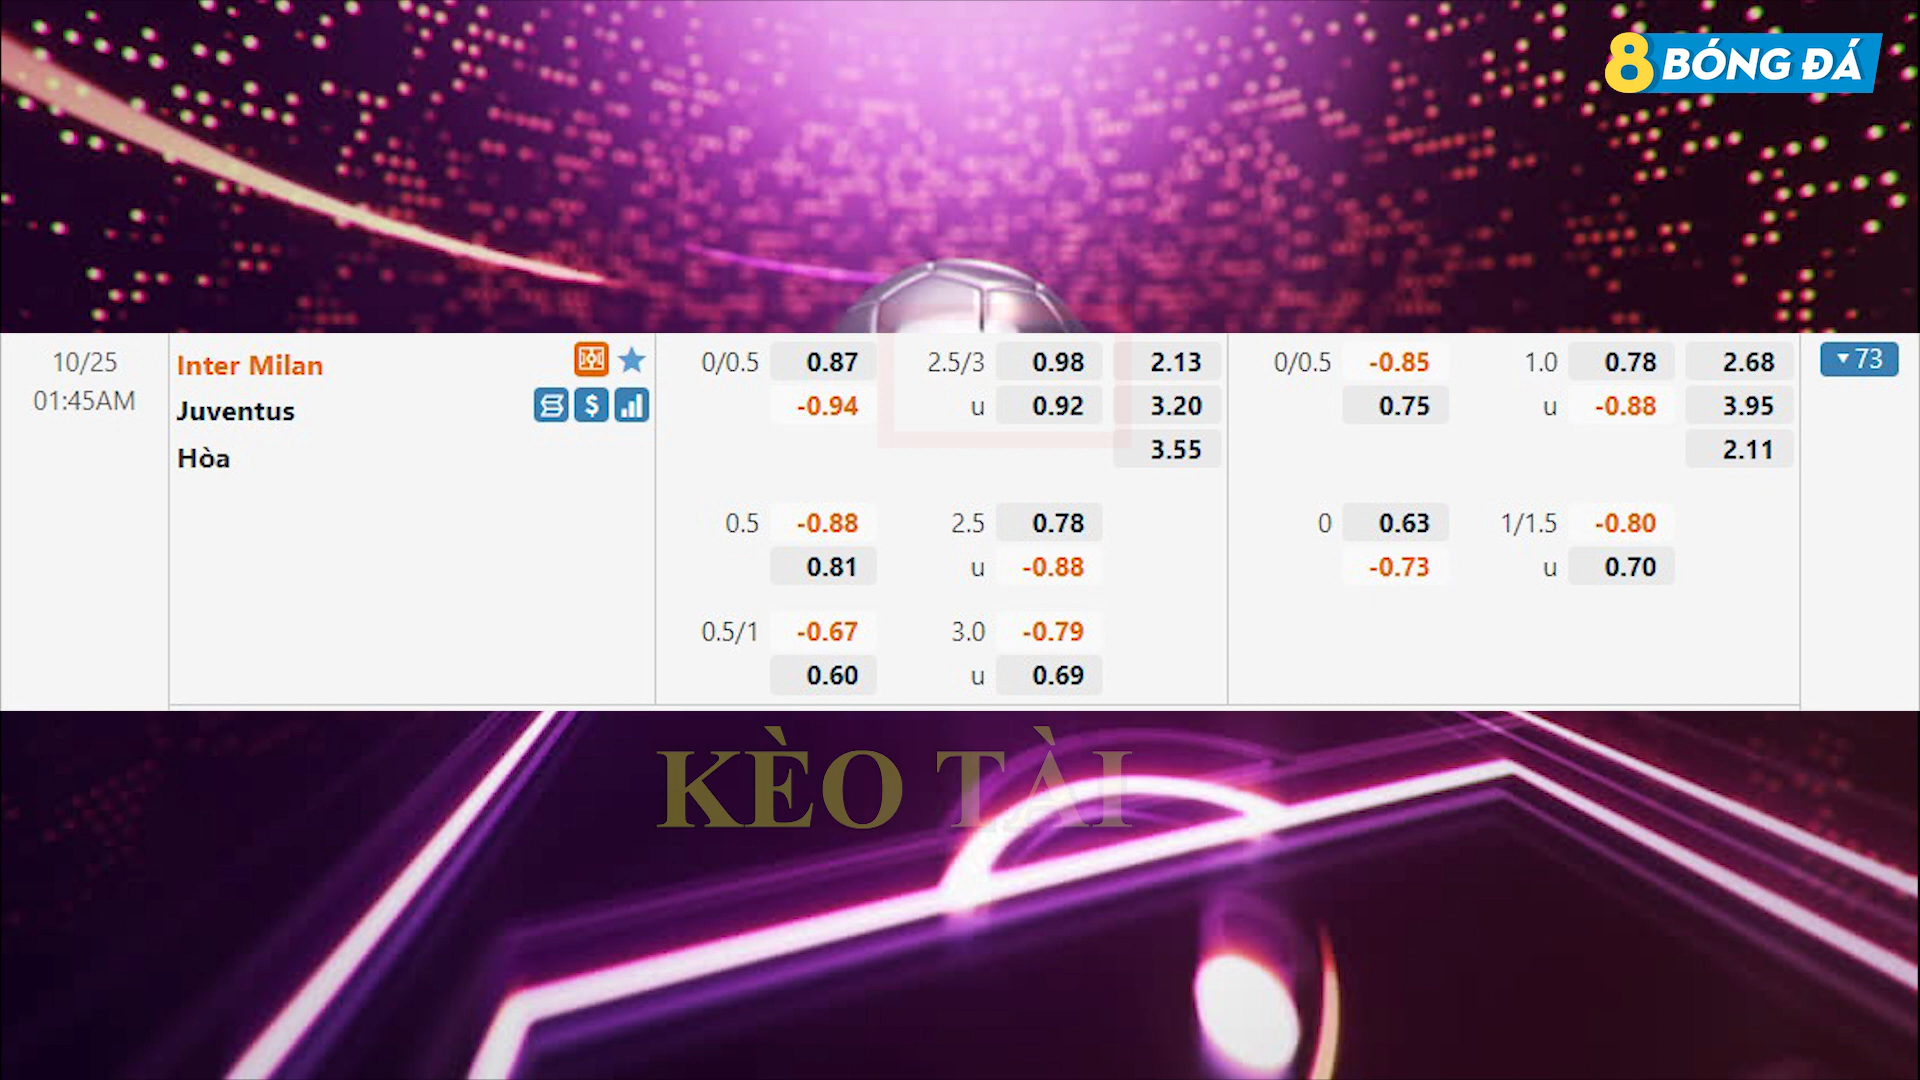 8 BÓNG ĐÁ
10/25 Inter Milan 0/0.5 0.87 2.5/3 0.98 2.13 0/0.5 -0.85 1.0 0.78 2.68 73
01:45AM Juventus $ -0.94 u 0.92 3.20 0.75 u -0.88 3.95
Hòa 3.55 2.11
0.5 -0.88 2.5 0.78 0 0.63 1/1.5 -0.80
0.81 u -0.88 -0.73 u 0.70
0.5/1 -0.67 3.0 -0.79
0.60 u 0.69
KÈO TÀI